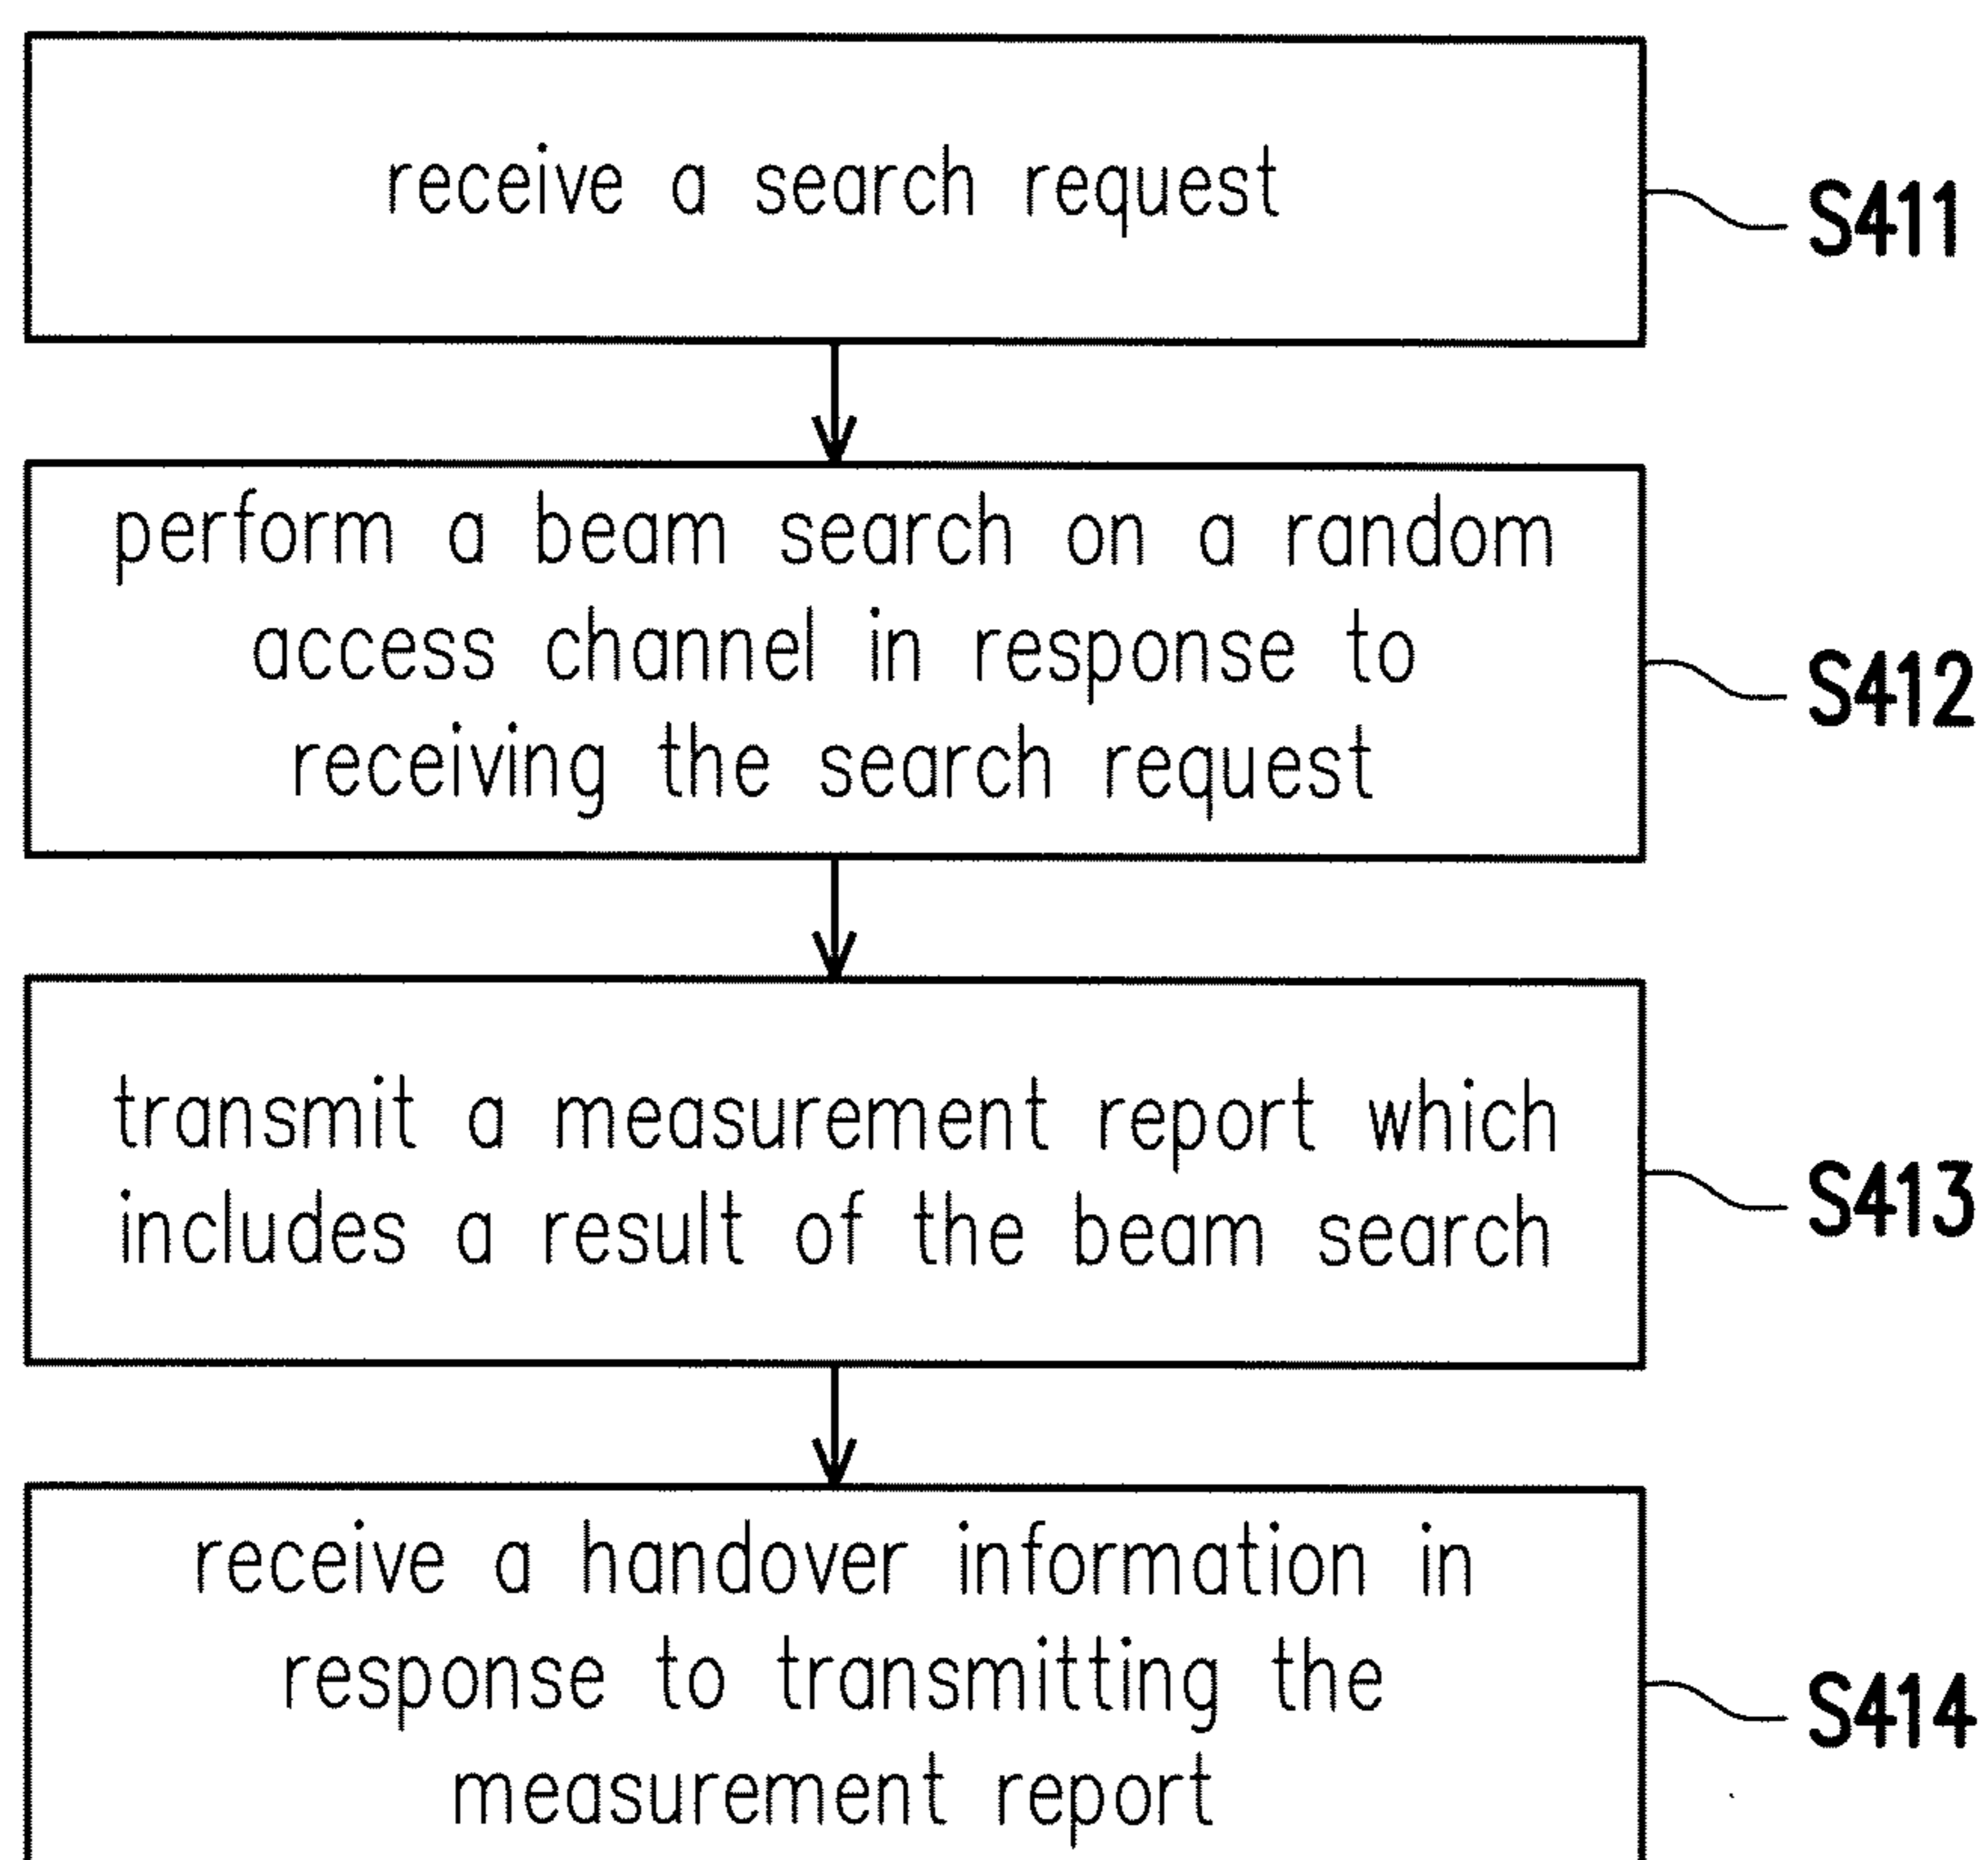 receive a search request
S411
perform a beam search on a random
access channel in response to
receiving the search request
S412
transmit a measurement report which
includes a result of the beam search
S413
receive a handover information in
response to transmitting the
measurement report
S414